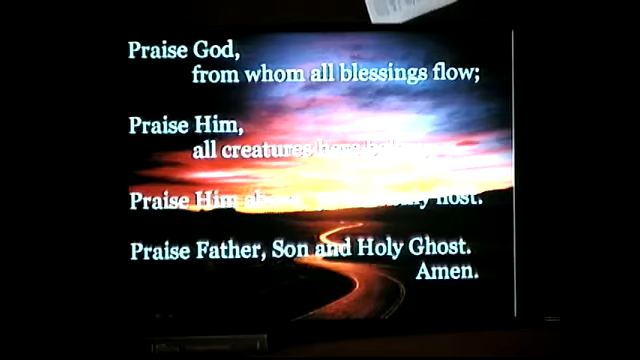 Praise God,
from whom all blessings flow;
Praise Him,
all creatures here
Praise Him host.
Praise Father, Son and Holy Ghost.
Amen.